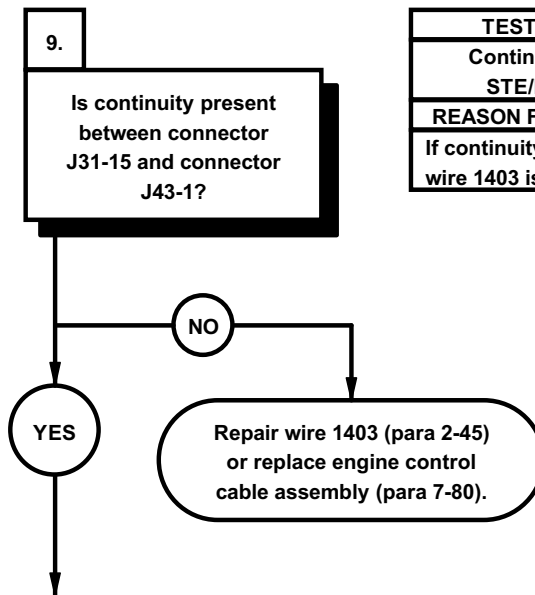 9.
Is continuity present
between connector
J31-15 and connector
J43-1?
TEST
Contin
STE/
REASON F
If continuity
wire 1403 is
NO
YES
Repair wire 1403 (para 2-45)
or replace engine control
cable assembly (para 7-80).